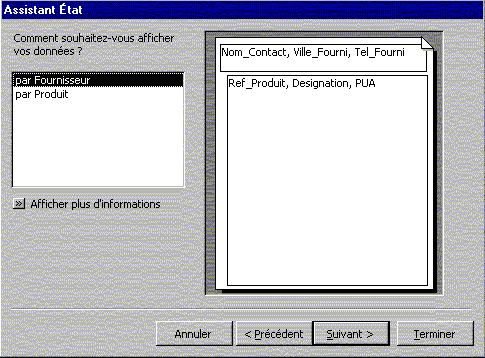 Assistant État
Comment souhaitez-vous afficher
vos données ?
par Fournisseur
par Produit
» Afficher plus d'informations
Nom_Contact, Ville_Fourni, Tel_Fourni
Ref_Produit, Designation, PUA
Annuler
< Précédent
Suivant >
Terminer